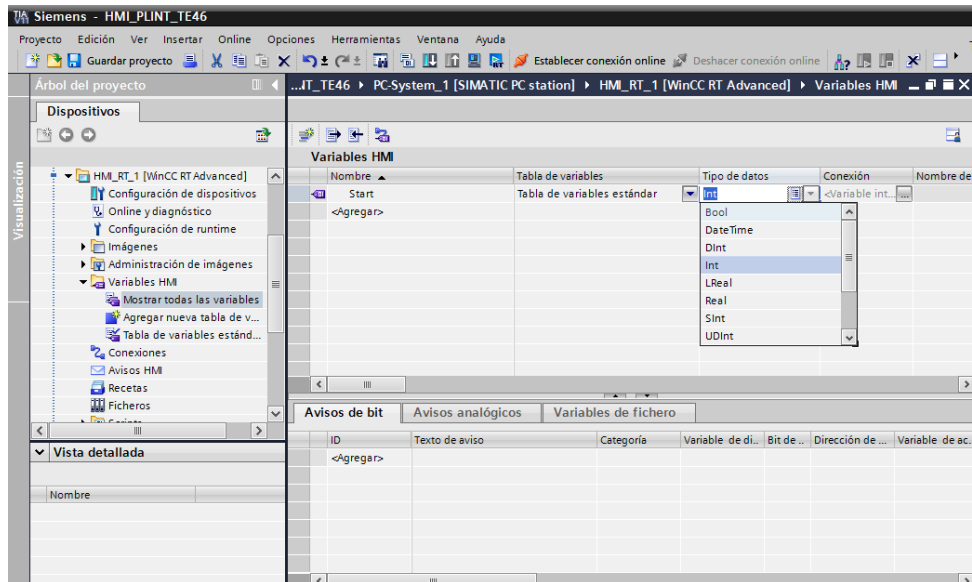 Siemens - HMI_PLINT_TE46
Proyecto Edición Ver Insertar Online Opciones Herramientas Ventana Ayuda
Guardar proyecto Establecer conexión online Deshacer conexión online
Árbol del proyecto
...IT_TE46 PC-System_1 [SIMATIC PC station] HMI_RT_1 [WinCC RT Advanced] Variables HMI
Dispositivos
Visualización
HMI_RT_1 [WinCC RT Advanced]
Configuración de dispositivos
Online y diagnóstico
Configuración de runtime
Imágenes
Administración de imágenes
Variables HMI
Mostrar todas las variables
Agregar nueva tabla de v...
Tabla de variables estánd...
Conexiones
Avisos HMI
Recetas
Ficheros
Vista detallada
Nombre
Variables HMI
Nombre Tabla de variables Tipo de datos Conexión Nombre de
Start Tabla de variables estándar Int <Variable int... ...
<Agregar>
Bool
DateTime
DInt
Int
LReal
Real
SInt
UDInt
Avisos de bit Avisos analógicos Variables de fichero
ID Texto de aviso Categoría Variable de di.. Bit de .. Dirección de ... Variable de ac.
<Agregar>